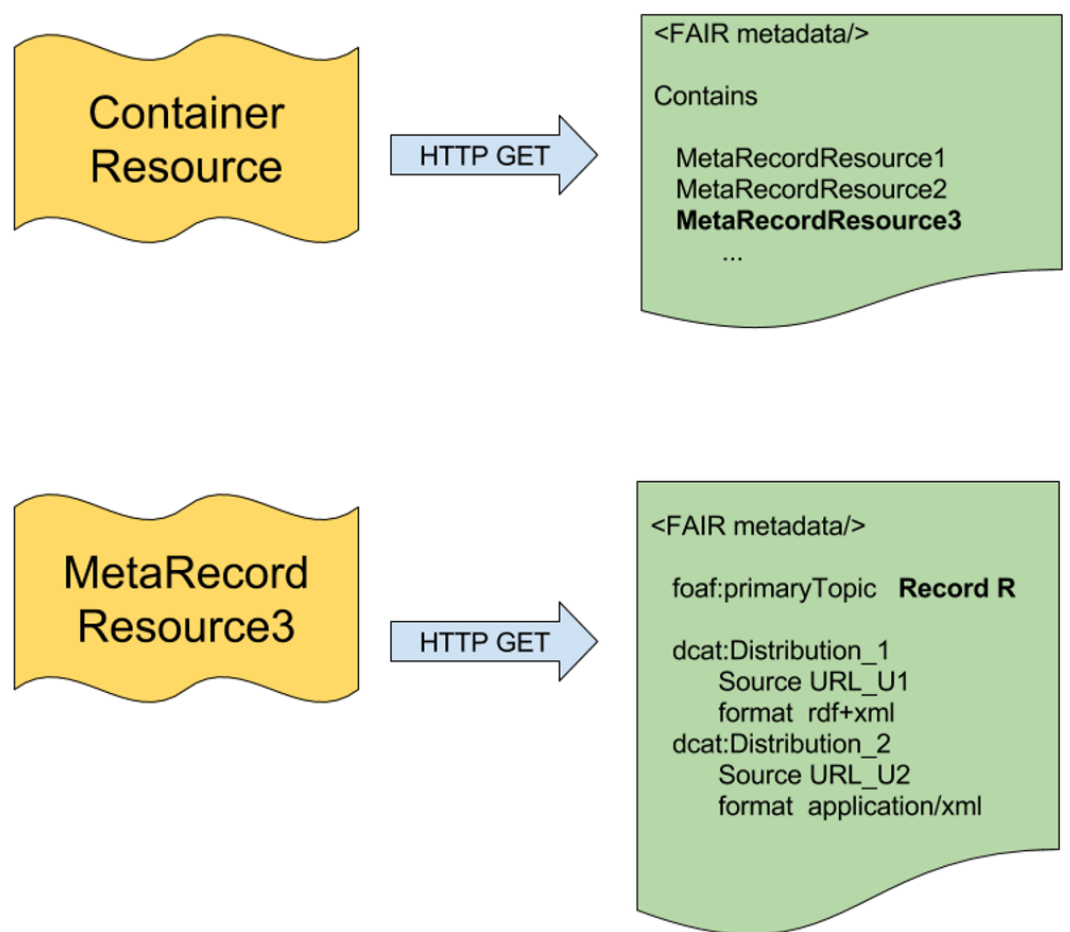 Container
Resource
HTTP GET
<FAIR metadata/>
Contains
MetaRecordResource1
MetaRecordResource2
MetaRecordResource3
...
MetaRecord
Resource3
HTTP GET
<FAIR metadata/>
foaf:primaryTopic Record R
dcat:Distribution_1
Source URL_U1
format rdf+xml
dcat:Distribution_2
Source URL_U2
format application/xml